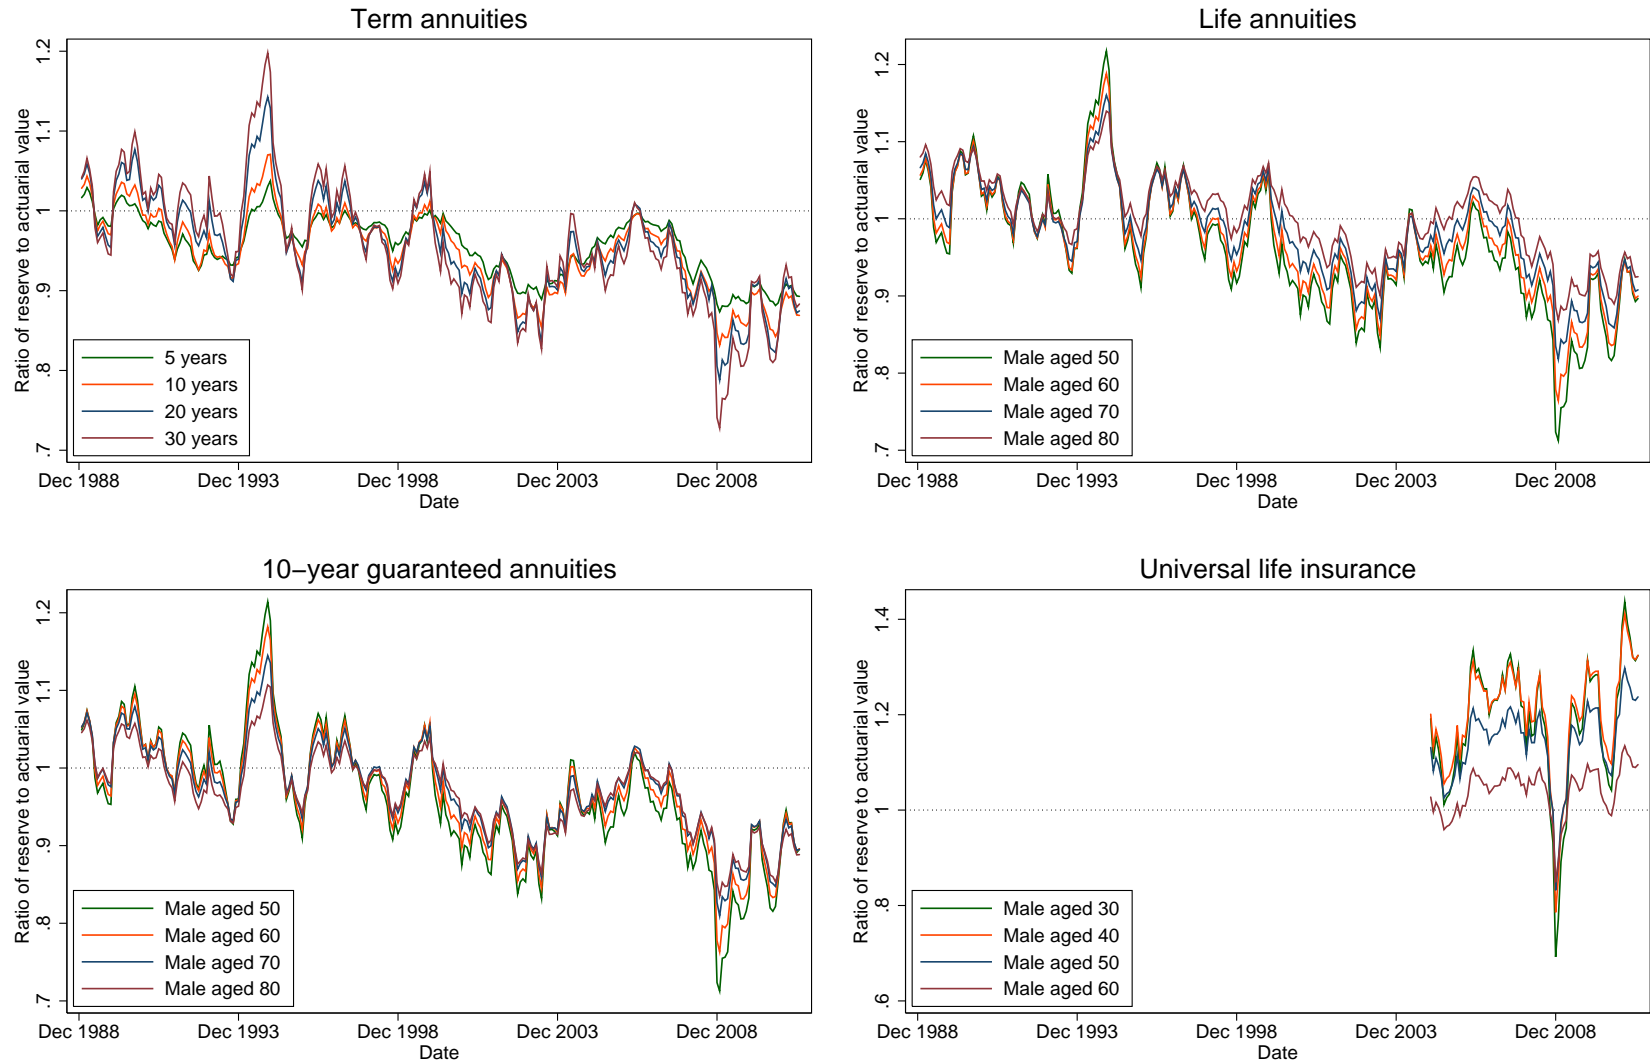 Term annuities
Ratio of reserve to actuarial value
1.2
1.1
1
.9
.8
.7
5 years
10 years
20 years
30 years
Dec 1988
Dec 1993
Dec 1998
Dec 2003
Dec 2008
Date
Life annuities
Ratio of reserve to actuarial value
1.2
1.1
1
.9
.8
.7
Male aged 50
Male aged 60
Male aged 70
Male aged 80
Dec 1988
Dec 1993
Dec 1998
Dec 2003
Dec 2008
Date
10−year guaranteed annuities
Ratio of reserve to actuarial value
1.2
1.1
1
.9
.8
.7
Male aged 50
Male aged 60
Male aged 70
Male aged 80
Dec 1988
Dec 1993
Dec 1998
Dec 2003
Dec 2008
Date
Universal life insurance
Ratio of reserve to actuarial value
1.4
1.2
1
.8
.6
Male aged 30
Male aged 40
Male aged 50
Male aged 60
Dec 1988
Dec 1993
Dec 1998
Dec 2003
Dec 2008
Date